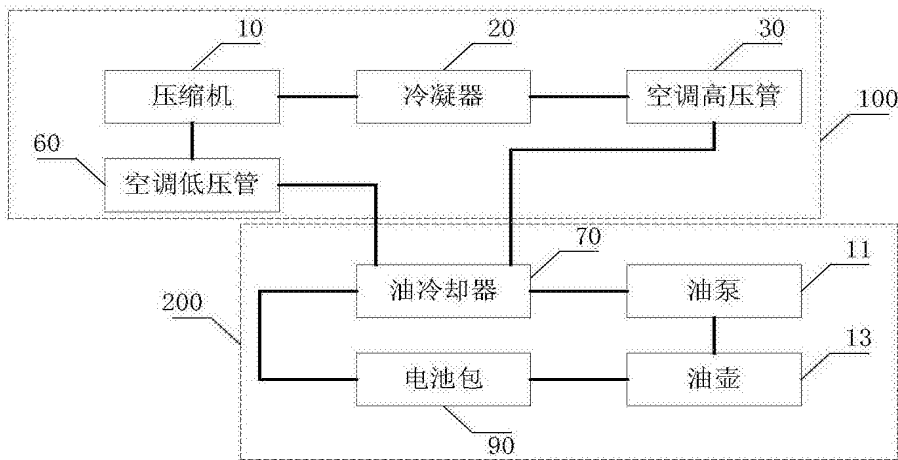 10
20
30
压缩机
冷凝器
空调高压管
100
60
空调低压管
70
11
油冷却器
油泵
200
13
电池包
油壶
90